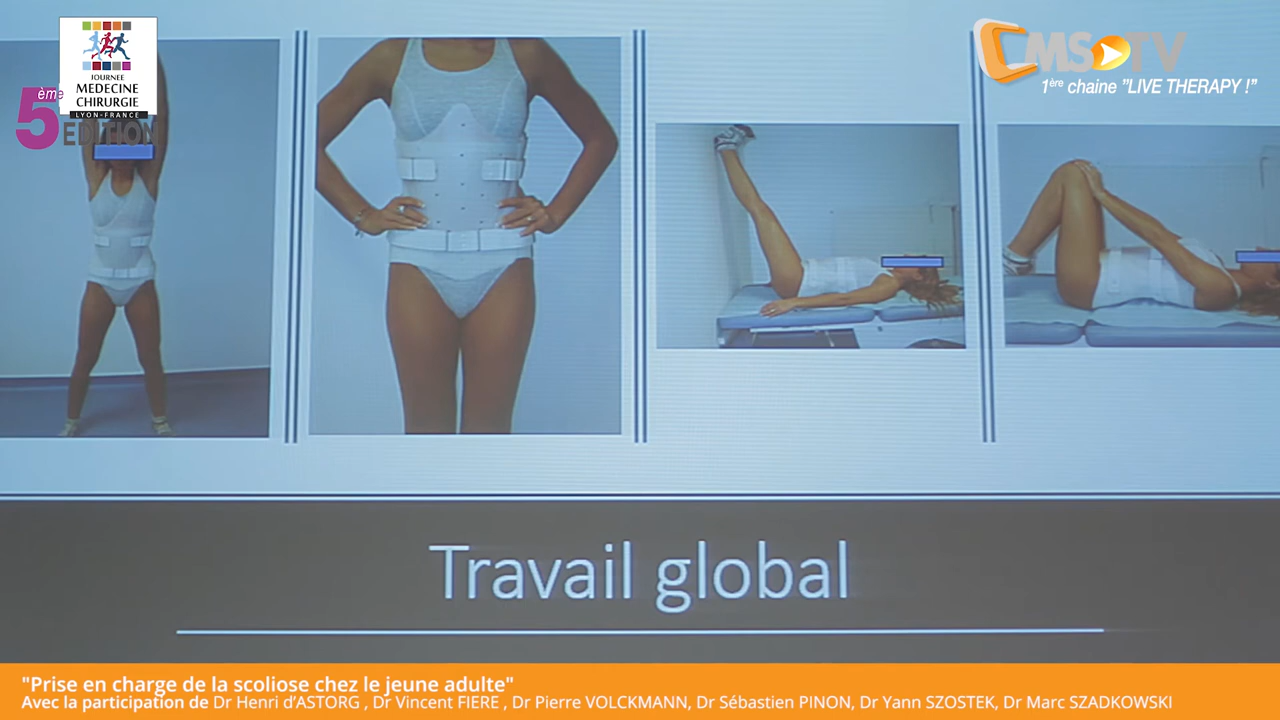 JOURNEE
MEDECINE
CHIRURGIE
LYON-FRANCE
5ème
EDITION
CMS TV
1ère chaine "LIVE THERAPY !"
Travail global
"Prise en charge de la scoliose chez le jeune adulte"
Avec la participation de Dr Henri d'ASTORG , Dr Vincent FIERE , Dr Pierre VOLCKMANN, Dr Sébastien PINON, Dr Yann SZOSTEK, Dr Marc SZADKOWSKI